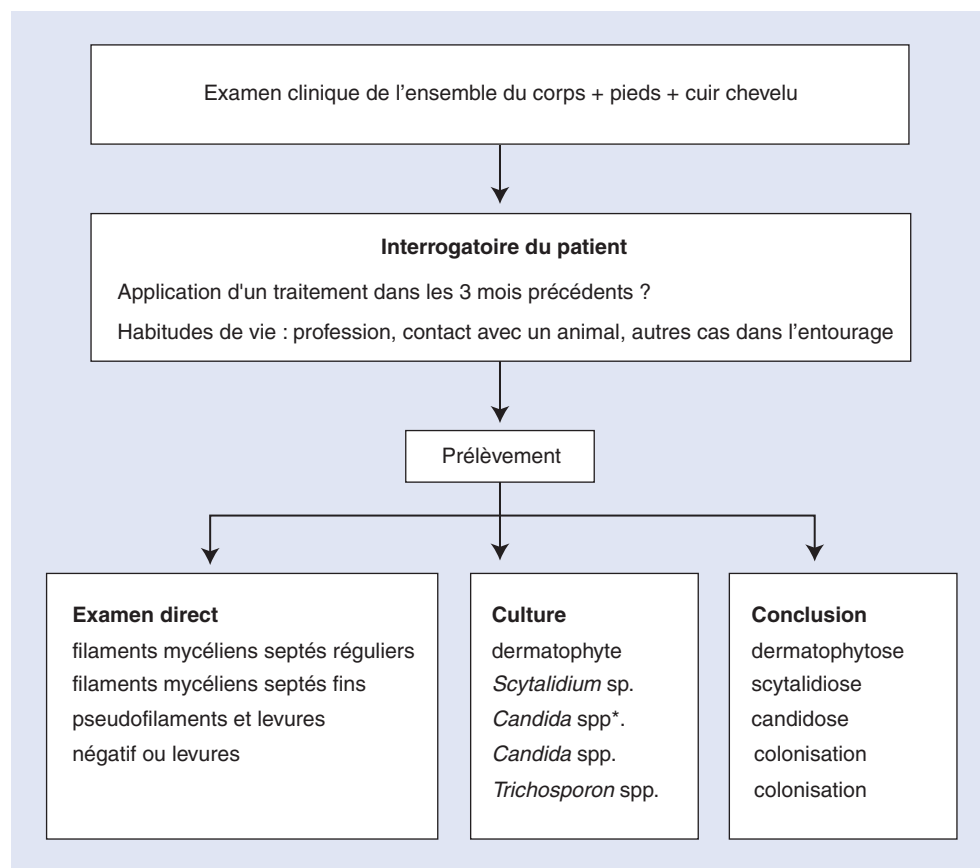 Examen clinique de l'ensemble du corps + pieds + cuir chevelu
Interrogatoire du patient
Application d'un traitement dans les 3 mois précédents ?
Habitudes de vie : profession, contact avec un animal, autres cas dans l'entourage
Prélèvement
Examen direct
filaments mycéliens septés réguliers
filaments mycéliens septés fins
pseudofilaments et levures
négatif ou levures
Culture
dermatophyte
Scytalidium sp.
Candida spp*.
Candida spp.
Trichosporon spp.
Conclusion
dermatophytose
scytalidiose
candidose
colonisation
colonisation